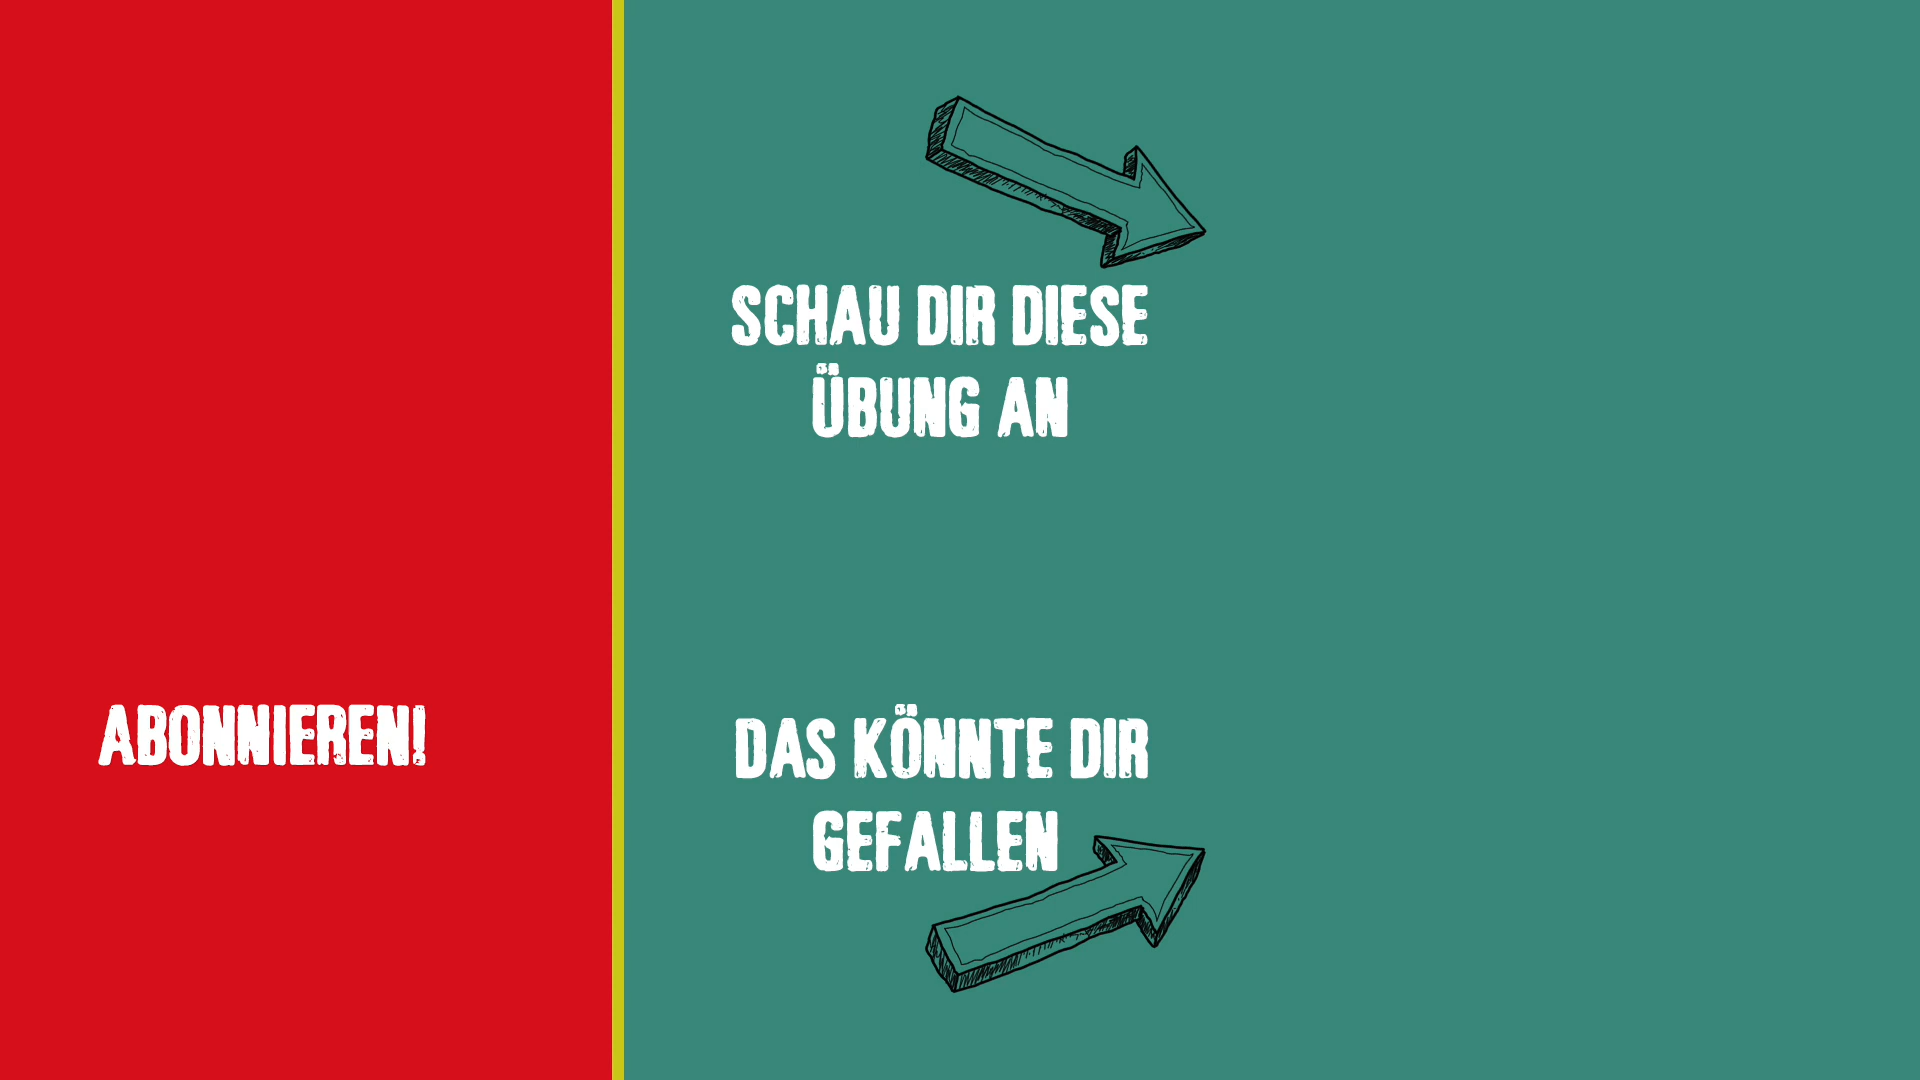 SCHAU DIR DIESE
ÜBUNG AN
ABONNIEREN!
DAS KÖNNTE DIR
GEFALLEN